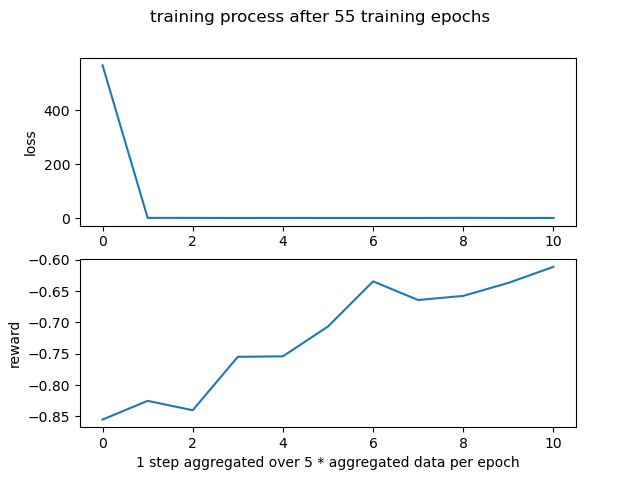 training process after 55 training epochs
loss
400
200
0
0 2 4 6 8 10
reward
−0.60
−0.65
−0.70
−0.75
−0.80
−0.85
0 2 4 6 8 10
1 step aggregated over 5 * aggregated data per epoch